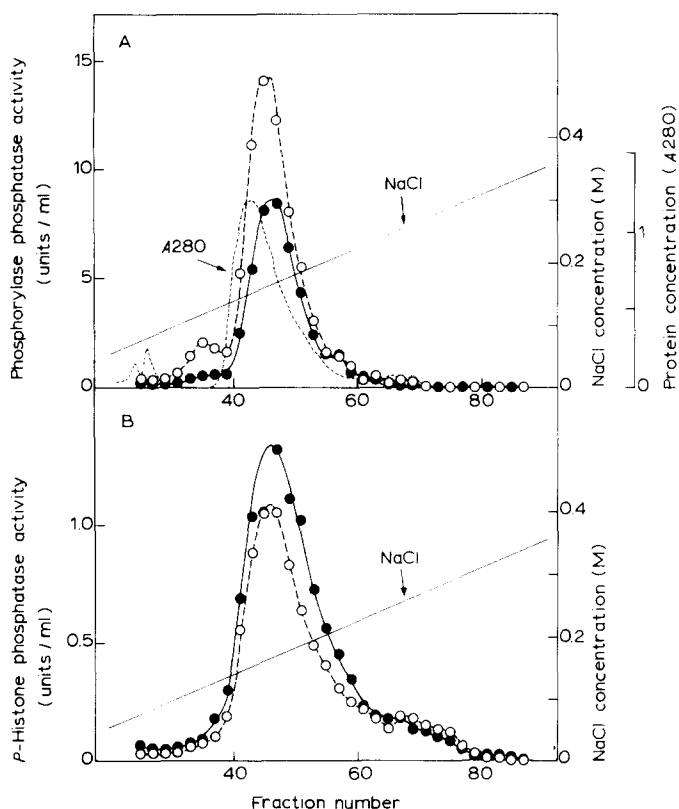 A
15
10
5
0
Phosphorylase phosphatase activity
(units / ml)
A280
NaCl
0.4
0.2
0
NaCl concentration (M)
1
0
Protein concentration (A280)
40
60
80
B
1.0
0.5
0
P-Histone phosphatase activity
(units / ml)
NaCl
0.4
0.2
0
NaCl concentration (M)
40
60
80
Fraction number